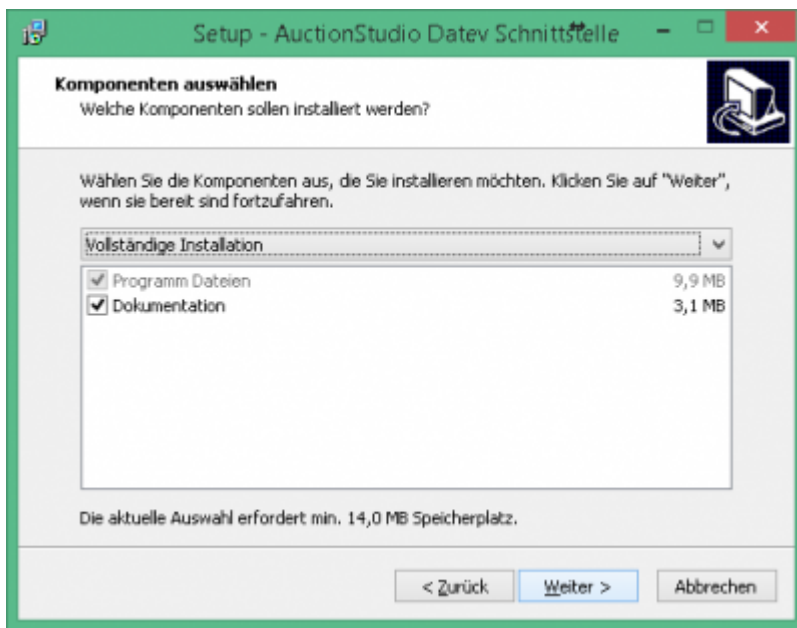 Setup - AuctionStudio Datev Schnittstelle
Komponenten auswählen
Welche Komponenten sollen installiert werden?
Wählen Sie die Komponenten aus, die Sie installieren möchten. Klicken Sie auf "Weiter",
wenn sie bereit sind fortzufahren.
Vollständige Installation
Programm Dateien 9,9 MB
Dokumentation 3,1 MB
Die aktuelle Auswahl erfordert min. 14,0 MB Speicherplatz.
< Zurück Weiter > Abbrechen